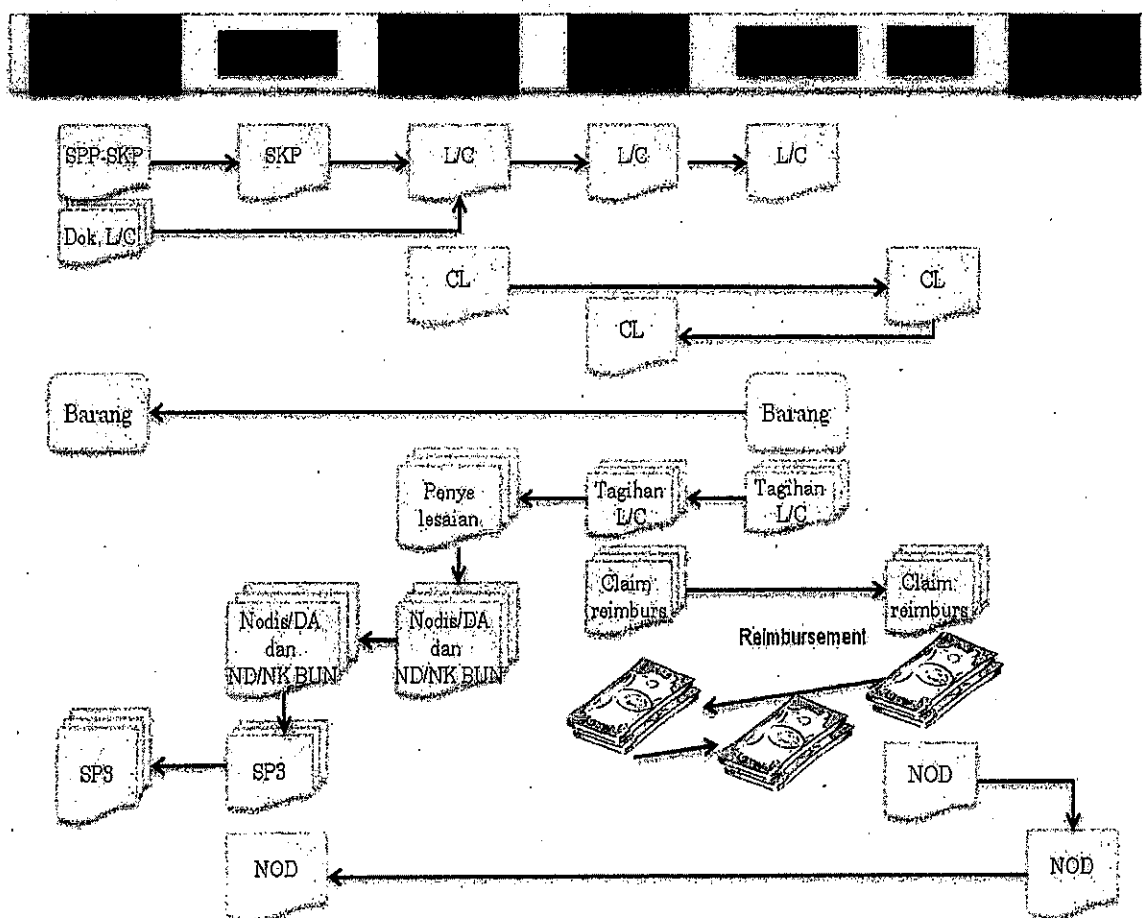 SPP-SKP
SKP
L/C
L/C
L/C
Dok, L/C
CL
CL
CL
Barang
Barang
Penye
lesaian
Tagihan
L/C
Tagihan
L/C
Claim
reimburs
Claim
reimburs
Nodis/DA
dan
ND/NK BUN
Nodis/DA
dan
ND/NK BUN
Reimbursement
SP3
SP3
NOD
NOD
NOD